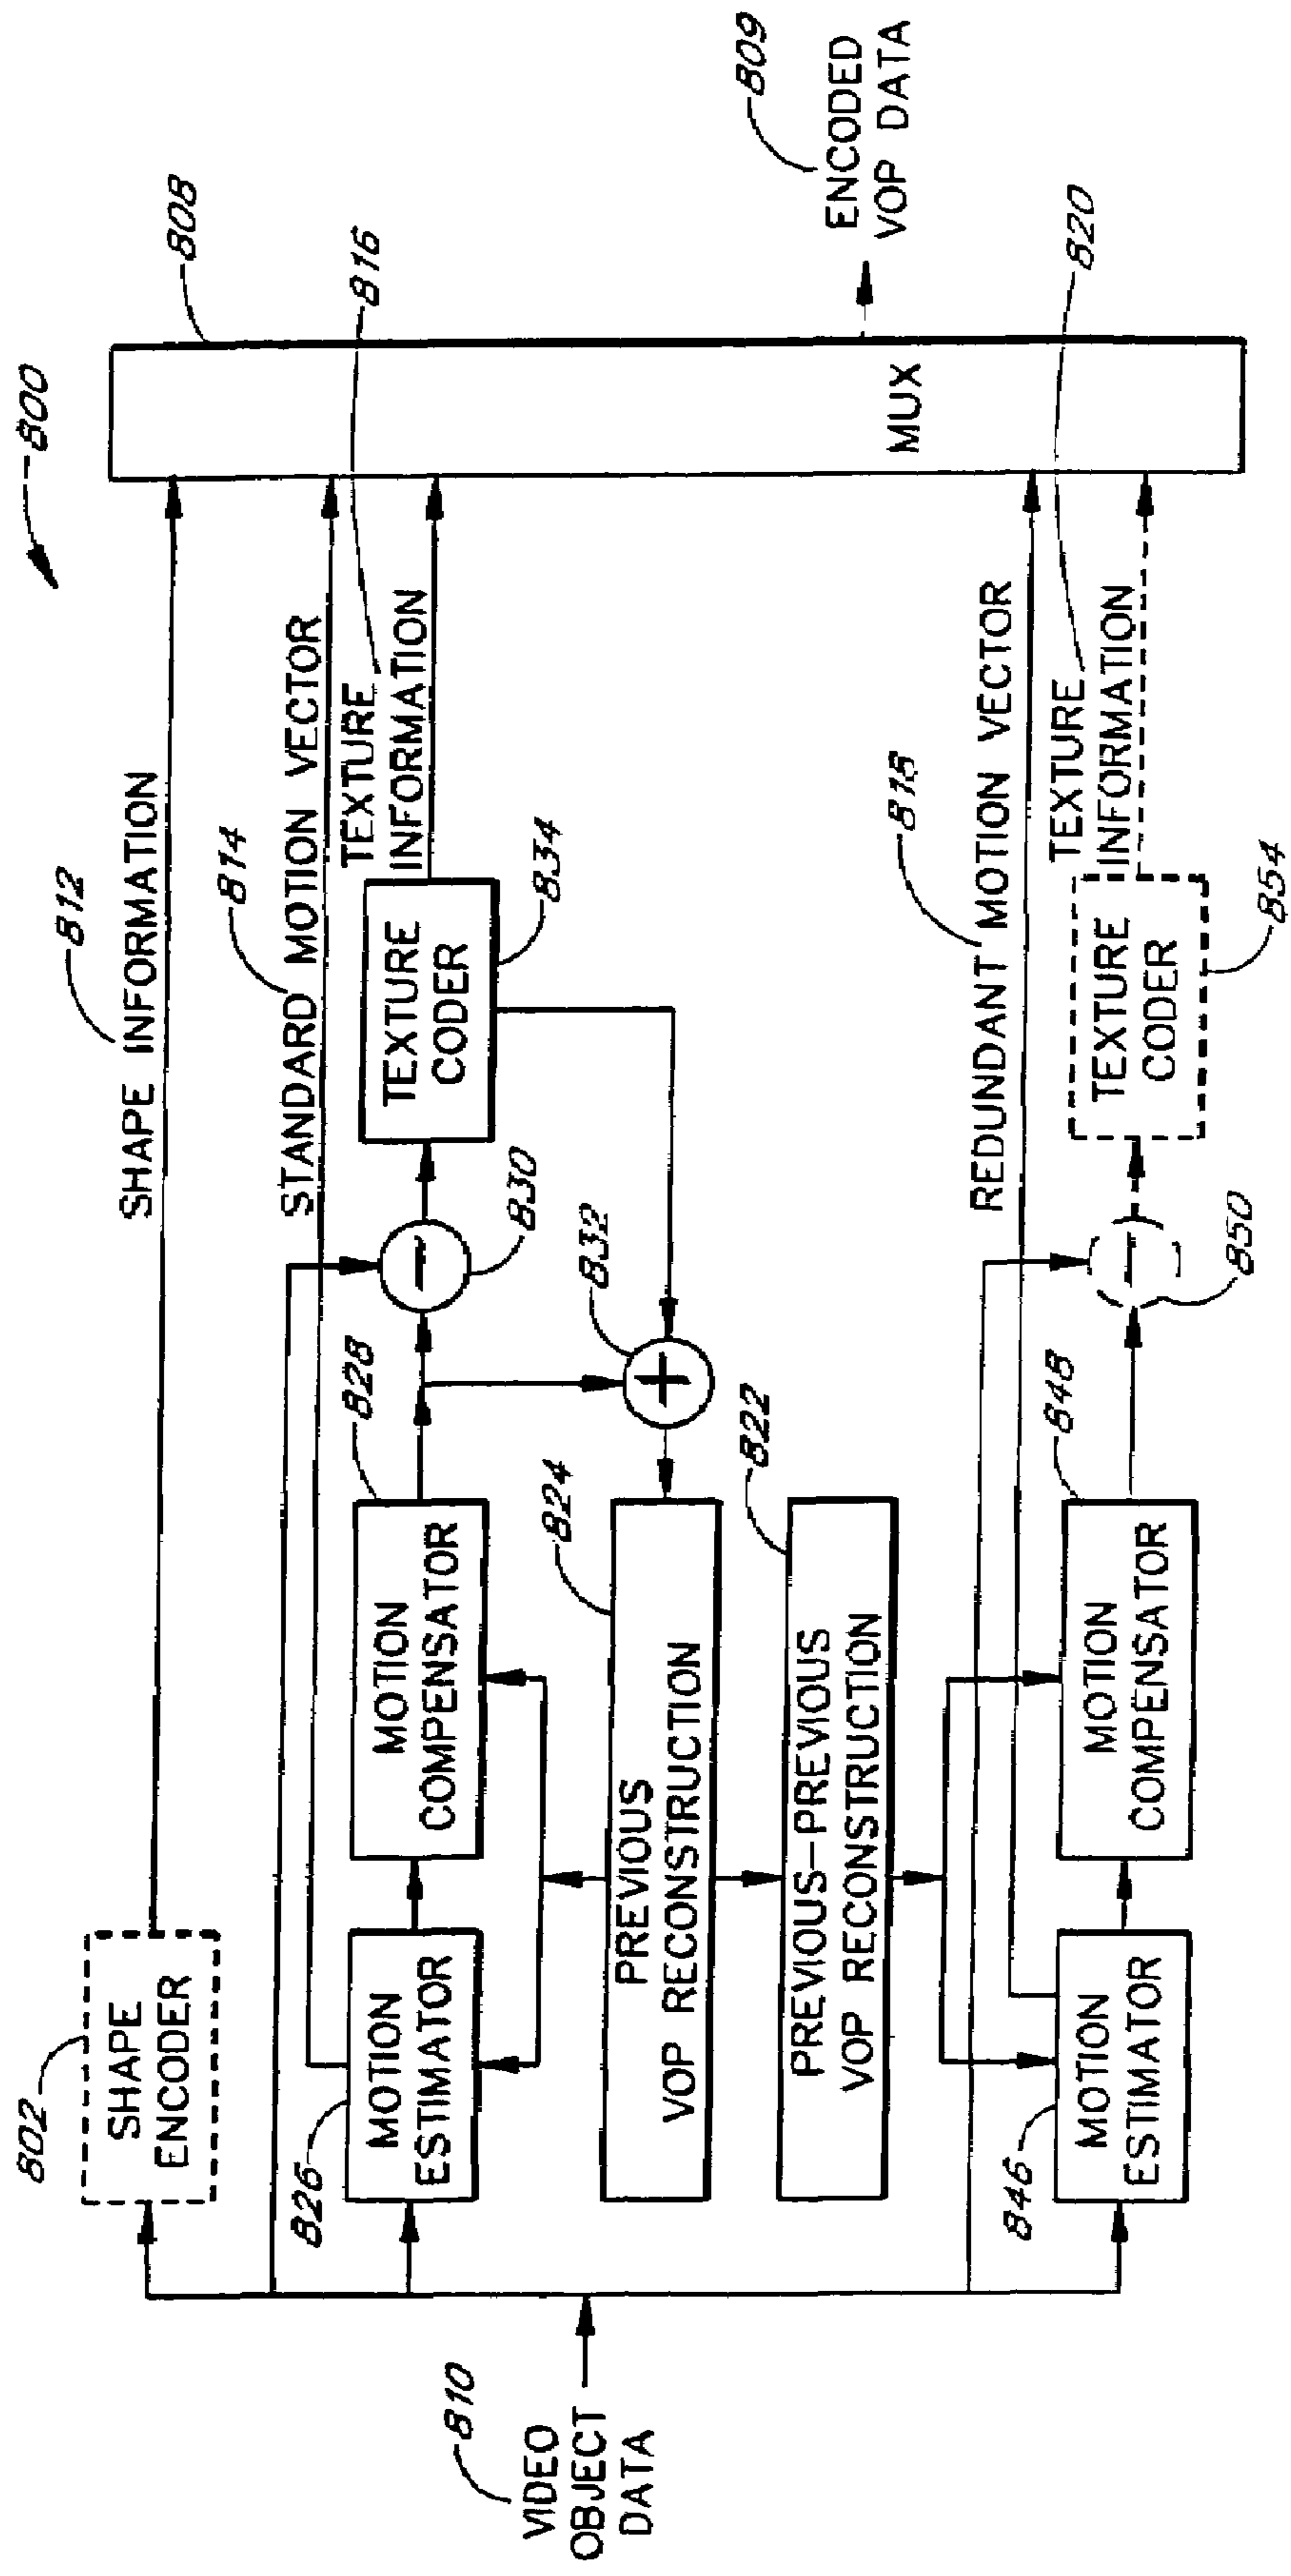 800
802
SHAPE
ENCODER
812
SHAPE INFORMATION
808
814
STANDARD MOTION VECTOR
816
TEXTURE
INFORMATION
826
MOTION
ESTIMATOR
828
MOTION
COMPENSATOR
830
TEXTURE
CODER
834
832
824
PREVIOUS
VOP RECONSTRUCTION
822
PREVIOUS-PREVIOUS
VOP RECONSTRUCTION
810
VIDEO
OBJECT
DATA
MUX
809
ENCODED
VOP DATA
818
REDUNDANT MOTION VECTOR
820
TEXTURE
INFORMATION
846
MOTION
ESTIMATOR
848
MOTION
COMPENSATOR
850
TEXTURE
CODER
854